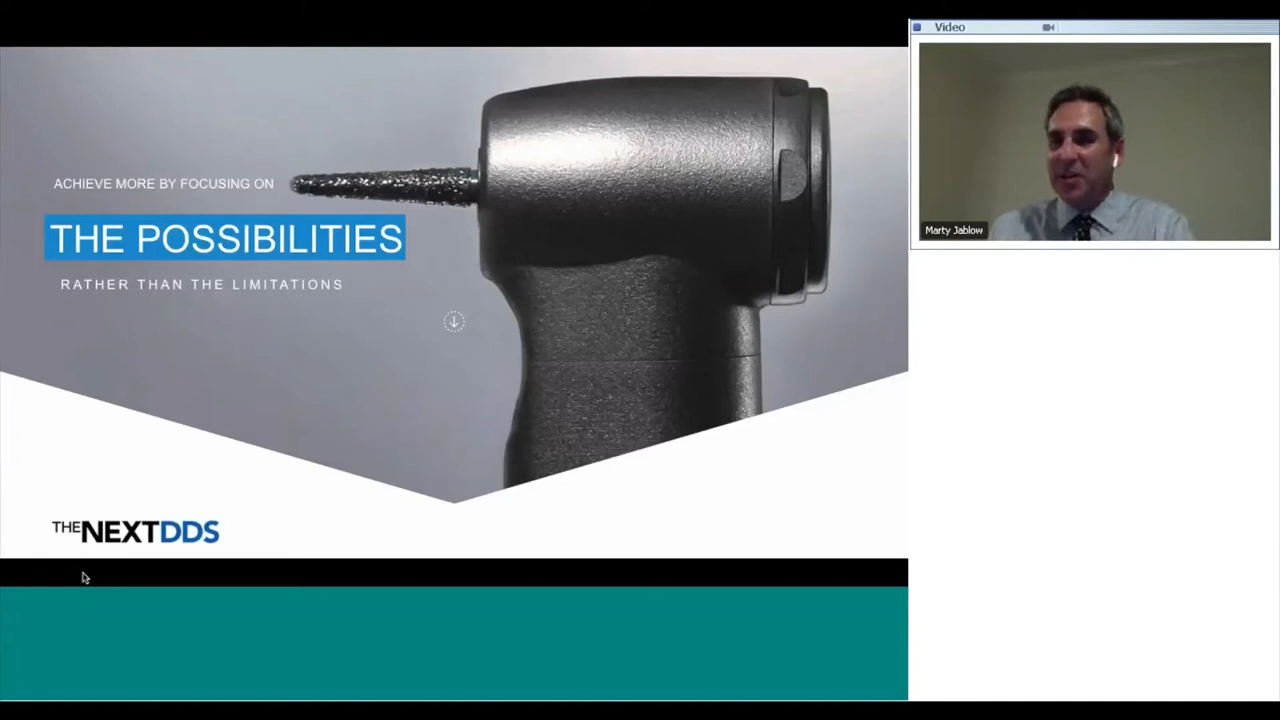 Video
ACHIEVE MORE BY FOCUSING ON
THE POSSIBILITIES
RATHER THAN THE LIMITATIONS
Marty Jablow
THENEXTDDS